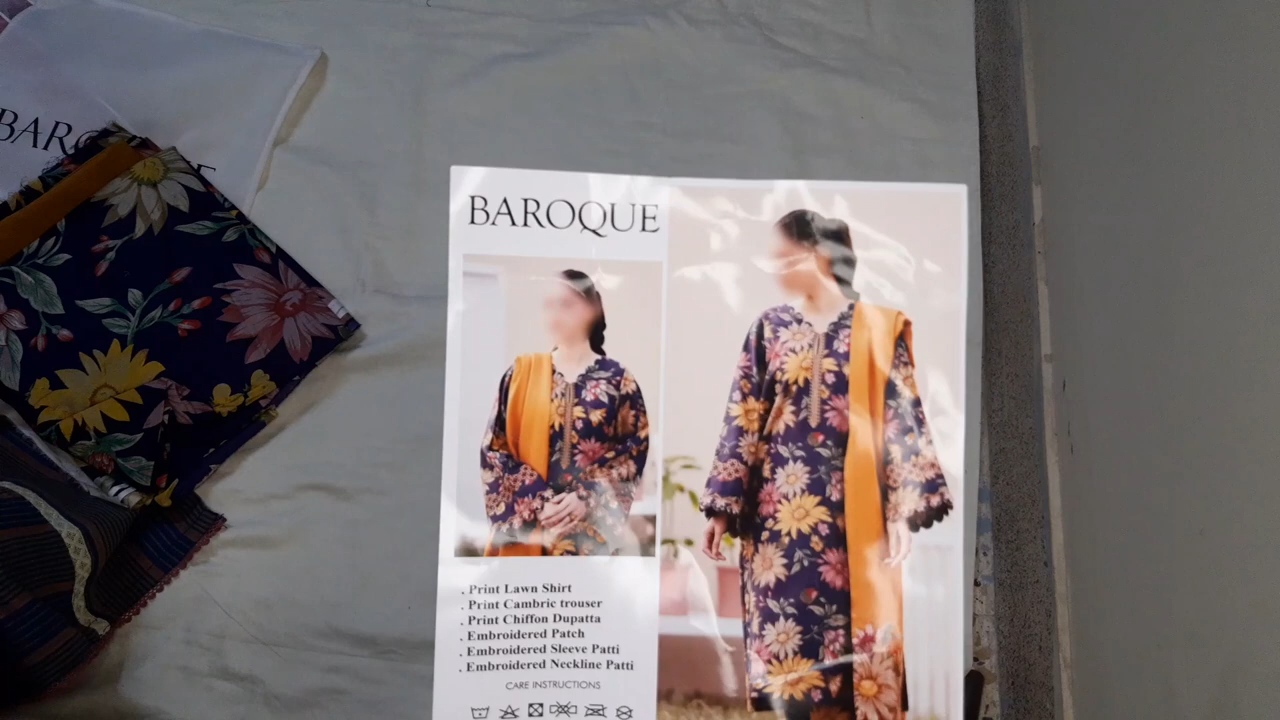 BAROQUE
BAROQUE
. Print Lawn Shirt
. Print Cambric trouser
. Print Chiffon Dupatta
. Embroidered Patch
. Embroidered Sleeve Patti
. Embroidered Neckline Patti
CARE INSTRUCTIONS